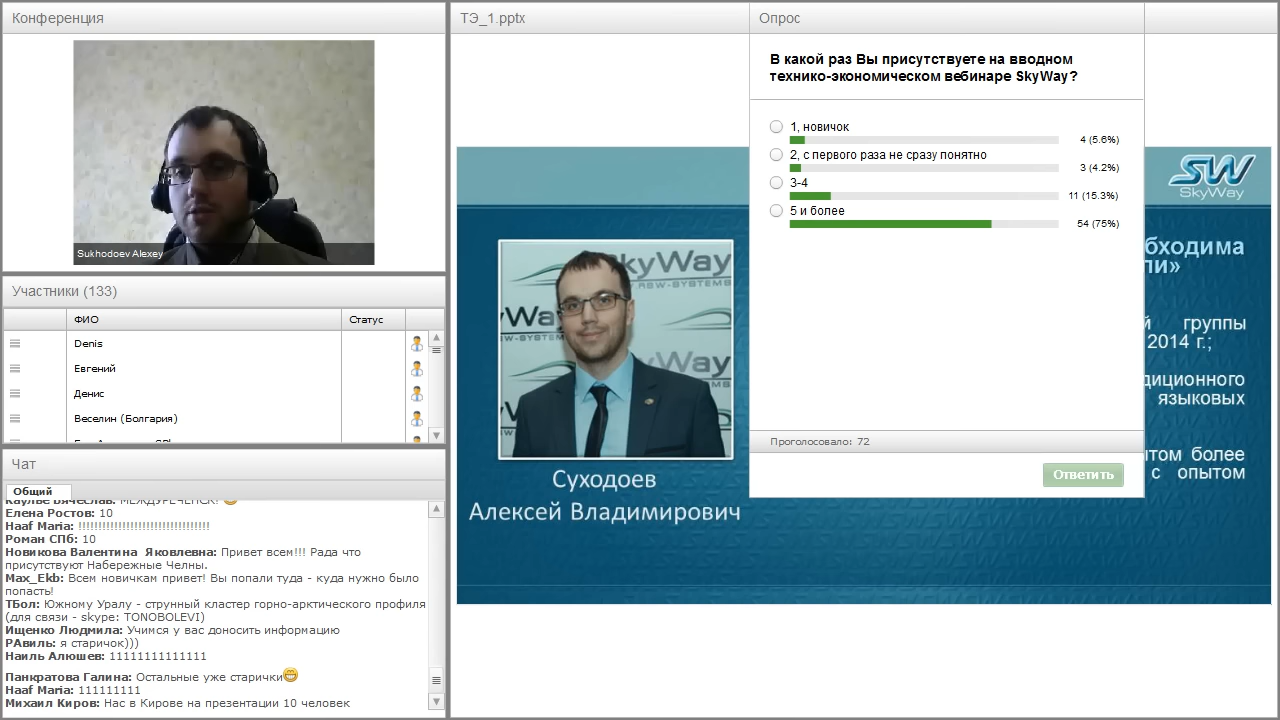 Конференция
Sukhodoev Alexey
Участники (133)
ФИО
Статус
Denis
Евгений
Денис
Веселин (Болгария)
Чат
Общий
Вячеслав: МЕЖДУРЕЧЕНСК!
Елена Ростов: 10
Haaf Maria: !!!!!!!!!!!!!!!!!!!!!!!!!!!!!!!!!
Роман СПб: 10
Новикова Валентина Яковлевна: Привет всем!!! Рада что
присутствуют Набережные Челны.
Max_Ekb: Всем новичкам привет! Вы попали туда - куда нужно было
попасть!
ТБол: Южному Уралу - струнный кластер горно-арктического профиля
(для связи - skype: TONOBOLEVI)
Ищенко Людмила: Учимся у вас доносить информацию
РАвиль: я старичок)))
Наиль Алюшев: 11111111111111
Панкратова Галина: Остальные уже старички
Haaf Maria: 111111111
Михаил Киров: Нас в Кирове на презентации 10 человек
ТЭ_1.pptx
SkyWay
RSW-SYSTEMS
SkyWay
Суходоев
Алексей Владимирович
Опрос
В какой раз Вы присутствуете на вводном
технико-экономическом вебинаре SkyWay?
1, новичок
4 (5.6%)
2, с первого раза не сразу понятно
3 (4.2%)
3-4
11 (15.3%)
5 и более
54 (75%)
Проголосовало: 72
Ответить
SW
SkyWay
бходима
ли»
й группы
2014 г.;
диционного
языковых
ытом более
с опытом